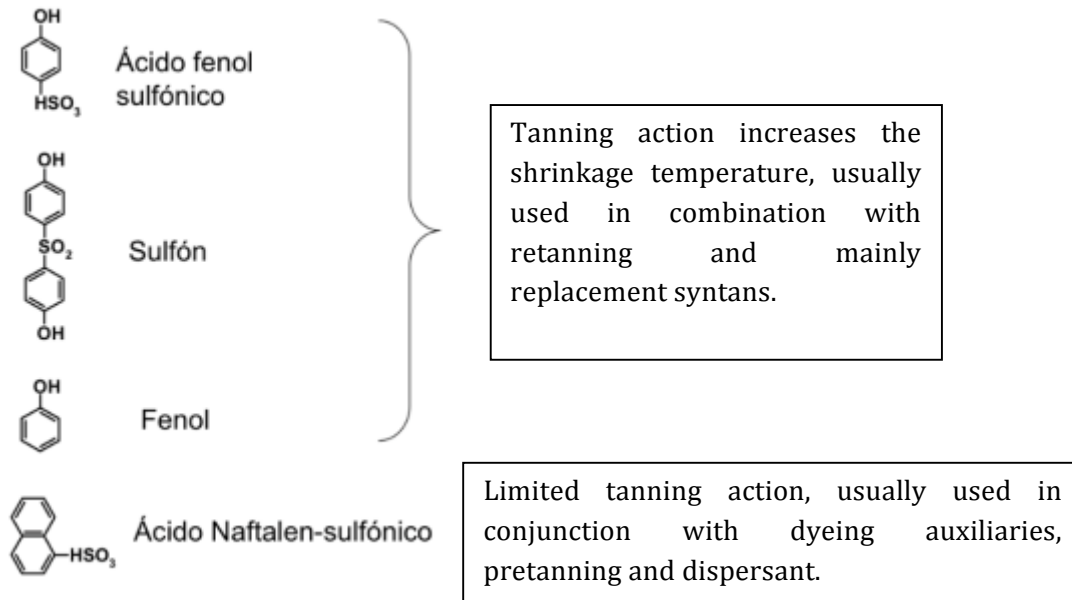 OH
HSO₃
Ácido fenol
sulfónico
Tanning action increases the
shrinkage temperature, usually
used in combination with
retanning and mainly
replacement syntans.
OH
SO₂
OH
Sulfón
OH
Fenol
HSO₃
Ácido Naftalen-sulfónico
Limited tanning action, usually used in
conjunction with dyeing auxiliaries,
pretanning and dispersant.